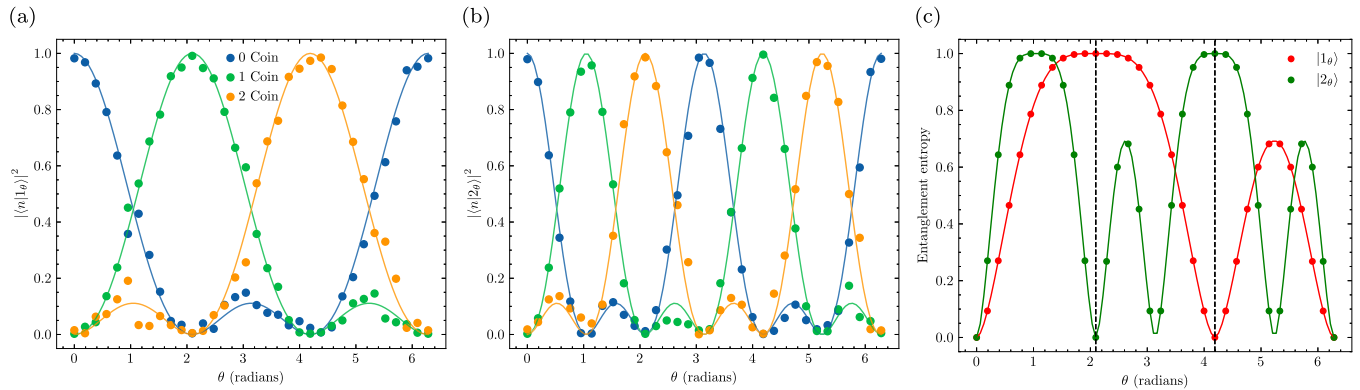 (a)
|⟨n|1θ⟩|²
1.0
0.8
0.6
0.4
0.2
0.0
0 Coin
1 Coin
2 Coin
0 1 2 3 4 5 6
θ (radians)
(b)
|⟨n|2θ⟩|²
1.0
0.8
0.6
0.4
0.2
0.0
0 1 2 3 4 5 6
θ (radians)
(c)
Entanglement entropy
1.0
0.8
0.6
0.4
0.2
0.0
|1θ⟩
|2θ⟩
0 1 2 3 4 5 6
θ (radians)